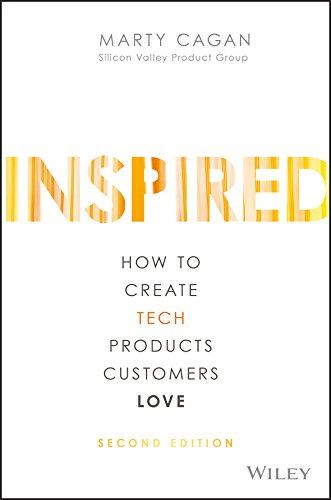 MARTY CAGAN
Silicon Valley Product Group
INSPIRED
HOW TO
CREATE
TECH
PRODUCTS
CUSTOMERS
LOVE
SECOND EDITION
WILEY